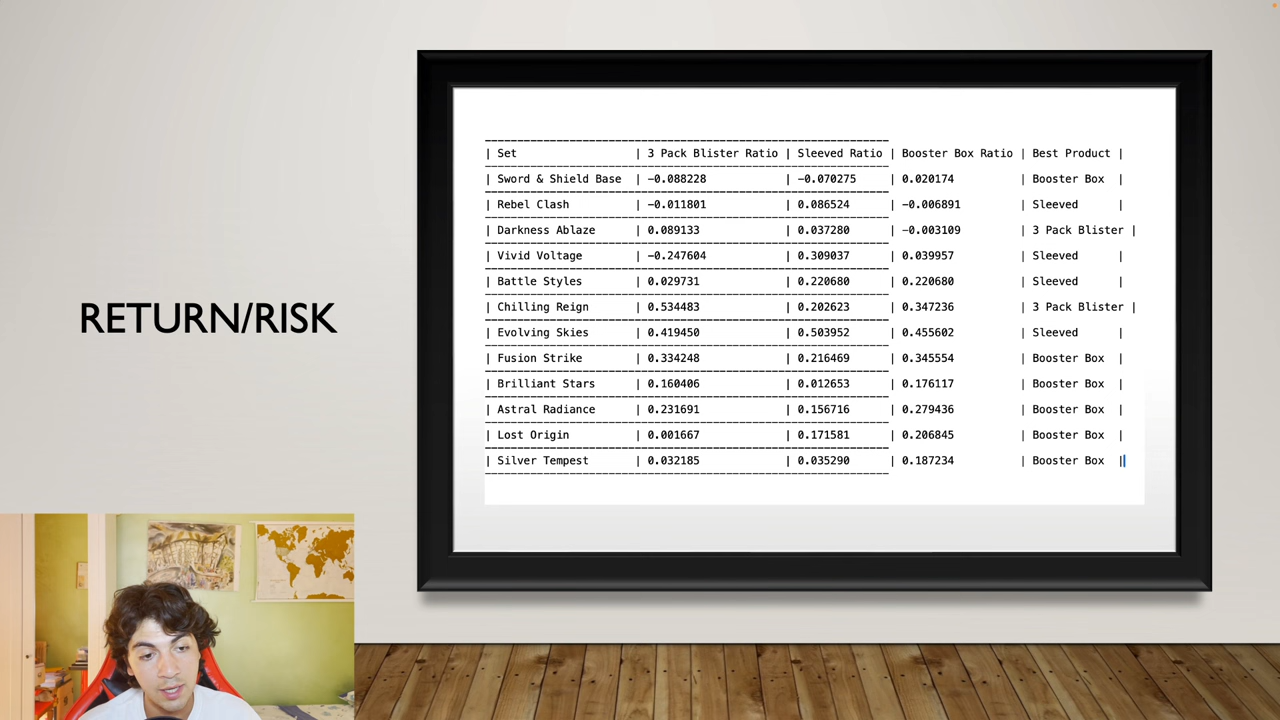 RETURN/RISK
| Set | 3 Pack Blister Ratio | Sleeved Ratio | Booster Box Ratio | Best Product |
| Sword & Shield Base | -0.088228 | -0.070275 | 0.020174 | Booster Box |
| Rebel Clash | -0.011801 | 0.086524 | -0.006891 | Sleeved |
| Darkness Ablaze | 0.089133 | 0.037280 | -0.003109 | 3 Pack Blister |
| Vivid Voltage | -0.247604 | 0.309037 | 0.039957 | Sleeved |
| Battle Styles | 0.029731 | 0.220680 | 0.220680 | Sleeved |
| Chilling Reign | 0.534483 | 0.202623 | 0.347236 | 3 Pack Blister |
| Evolving Skies | 0.419450 | 0.503952 | 0.455602 | Sleeved |
| Fusion Strike | 0.334248 | 0.216469 | 0.345554 | Booster Box |
| Brilliant Stars | 0.160406 | 0.012653 | 0.176117 | Booster Box |
| Astral Radiance | 0.231691 | 0.156716 | 0.279436 | Booster Box |
| Lost Origin | 0.001667 | 0.171581 | 0.206845 | Booster Box |
| Silver Tempest | 0.032185 | 0.035290 | 0.187234 | Booster Box |